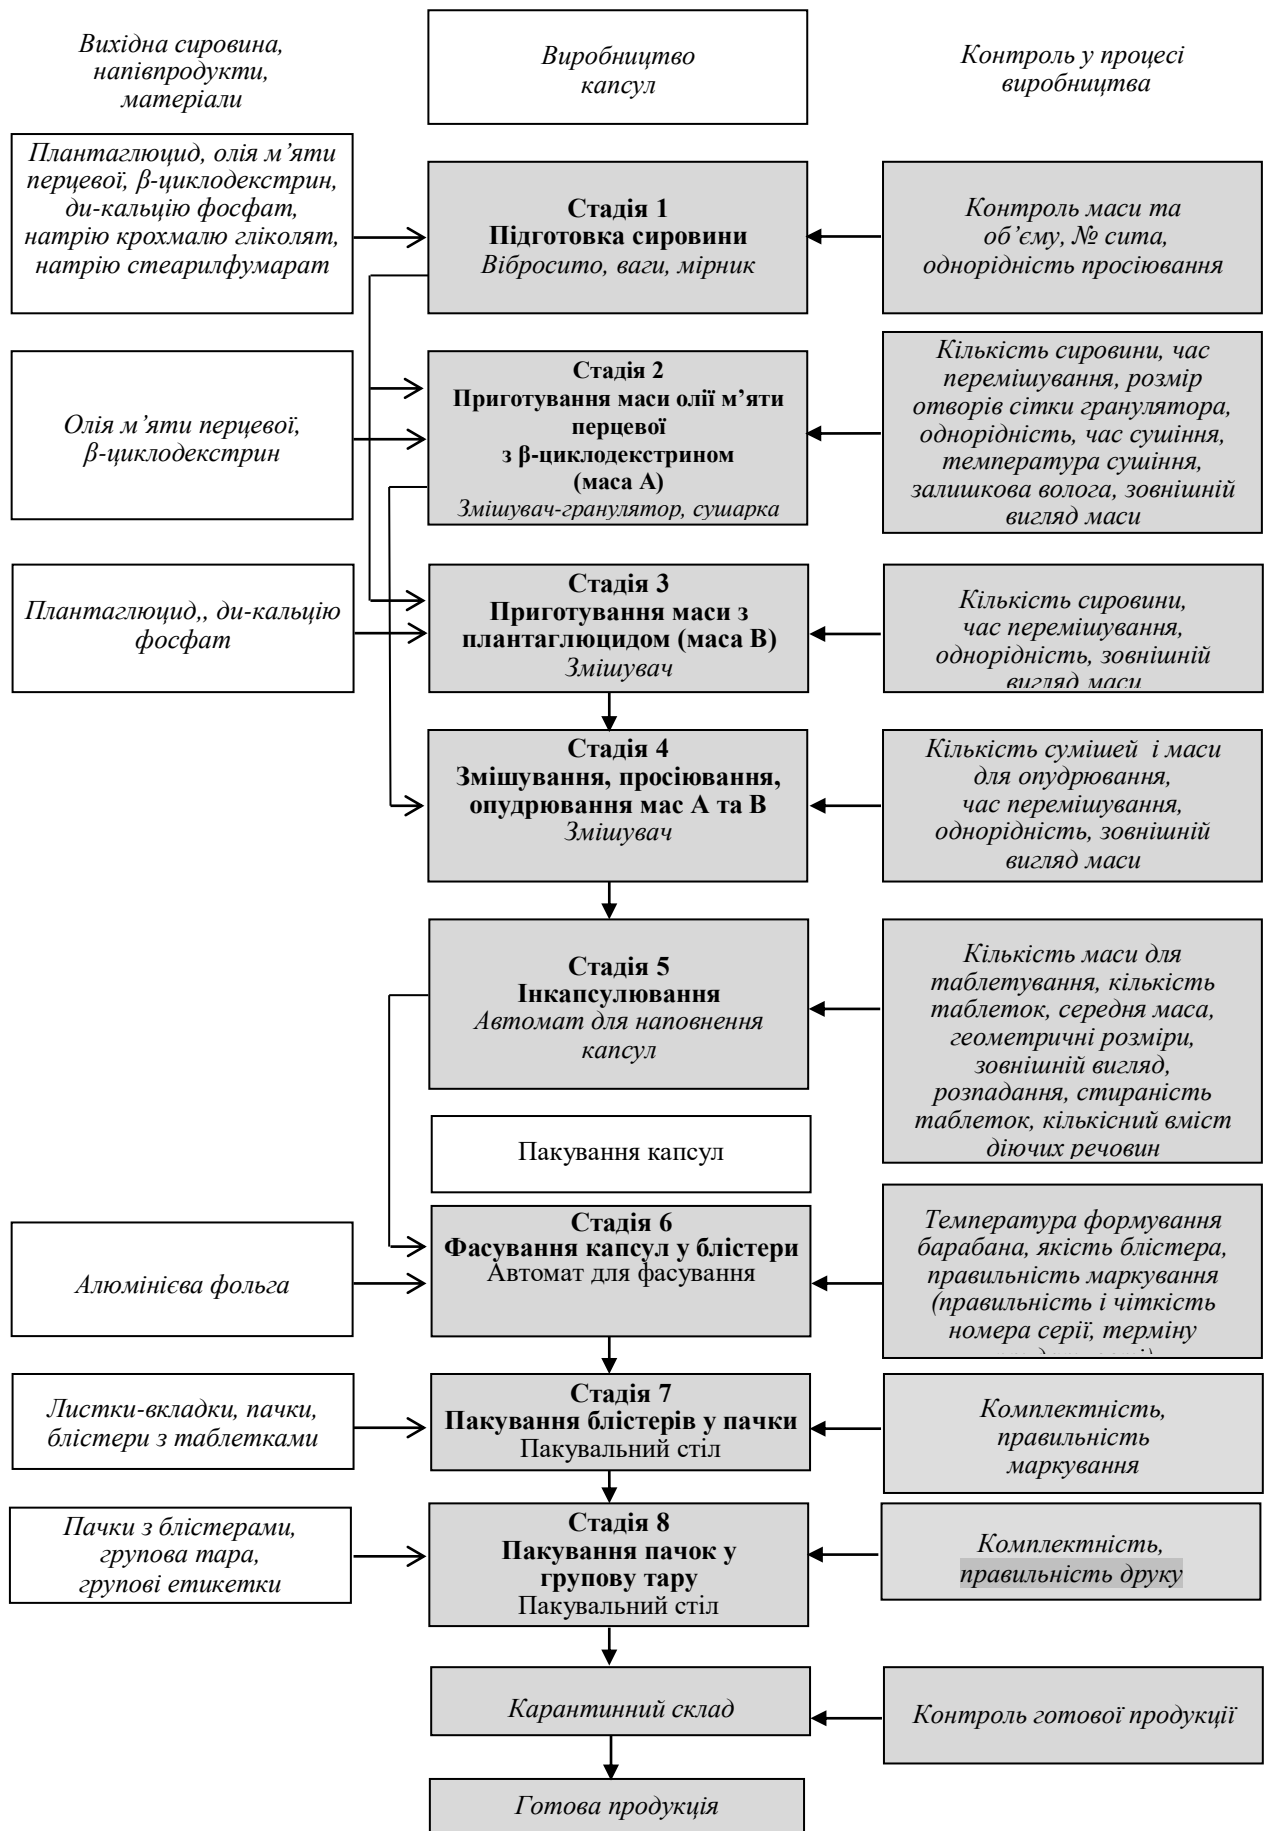 Вихідна сировина,
напівпродукти,
матеріали
Виробництво
капсул
Контроль у процесі
виробництва
Плантаглюцид, олія м’яти
перцевої, β-циклодекстрин,
ди-кальцію фосфат,
натрію крохмалю гліколят,
натрію стеарилфумарат
Стадія 1
Підготовка сировини
Вібросито, ваги, мірник
Контроль маси та
об’єму, № сита,
однорідність просіювання
Олія м’яти перцевої,
β-циклодекстрин
Стадія 2
Приготування маси олії м’яти
перцевої
з β-циклодекстрином
(маса А)
Змішувач-гранулятор, сушарка
Кількість сировини, час
перемішування, розмір
отворів сітки гранулятора,
однорідність, час сушіння,
температура сушіння,
залишкова волога, зовнішній
вигляд маси
Плантаглюцид,, ди-кальцію
фосфат
Стадія 3
Приготування маси з
плантаглюцидом (маса В)
Змішувач
Кількість сировини,
час перемішування,
однорідність, зовнішній
вигляд маси
Стадія 4
Змішування, просіювання,
опудрювання мас А та В
Змішувач
Кількість сумішей і маси
для опудрювання,
час перемішування,
однорідність, зовнішній
вигляд маси
Стадія 5
Інкапсулювання
Автомат для наповнення
капсул
Кількість маси для
таблетування, кількість
таблеток, середня маса,
геометричні розміри,
зовнішній вигляд,
розпадання, стираність
таблеток, кількісний вміст
діючих речовин
Пакування капсул
Алюмінієва фольга
Стадія 6
Фасування капсул у блістери
Автомат для фасування
Температура формування
барабана, якість блістера,
правильність маркування
(правильність і чіткість
номера серії, терміну
Листки-вкладки, пачки,
блістери з таблетками
Стадія 7
Пакування блістерів у пачки
Пакувальний стіл
Комплектність,
правильність
маркування
Пачки з блістерами,
групова тара,
групові етикетки
Стадія 8
Пакування пачок у
групову тару
Пакувальний стіл
Комплектність,
правильність друку
Карантинний склад
Контроль готової продукції
Готова продукція